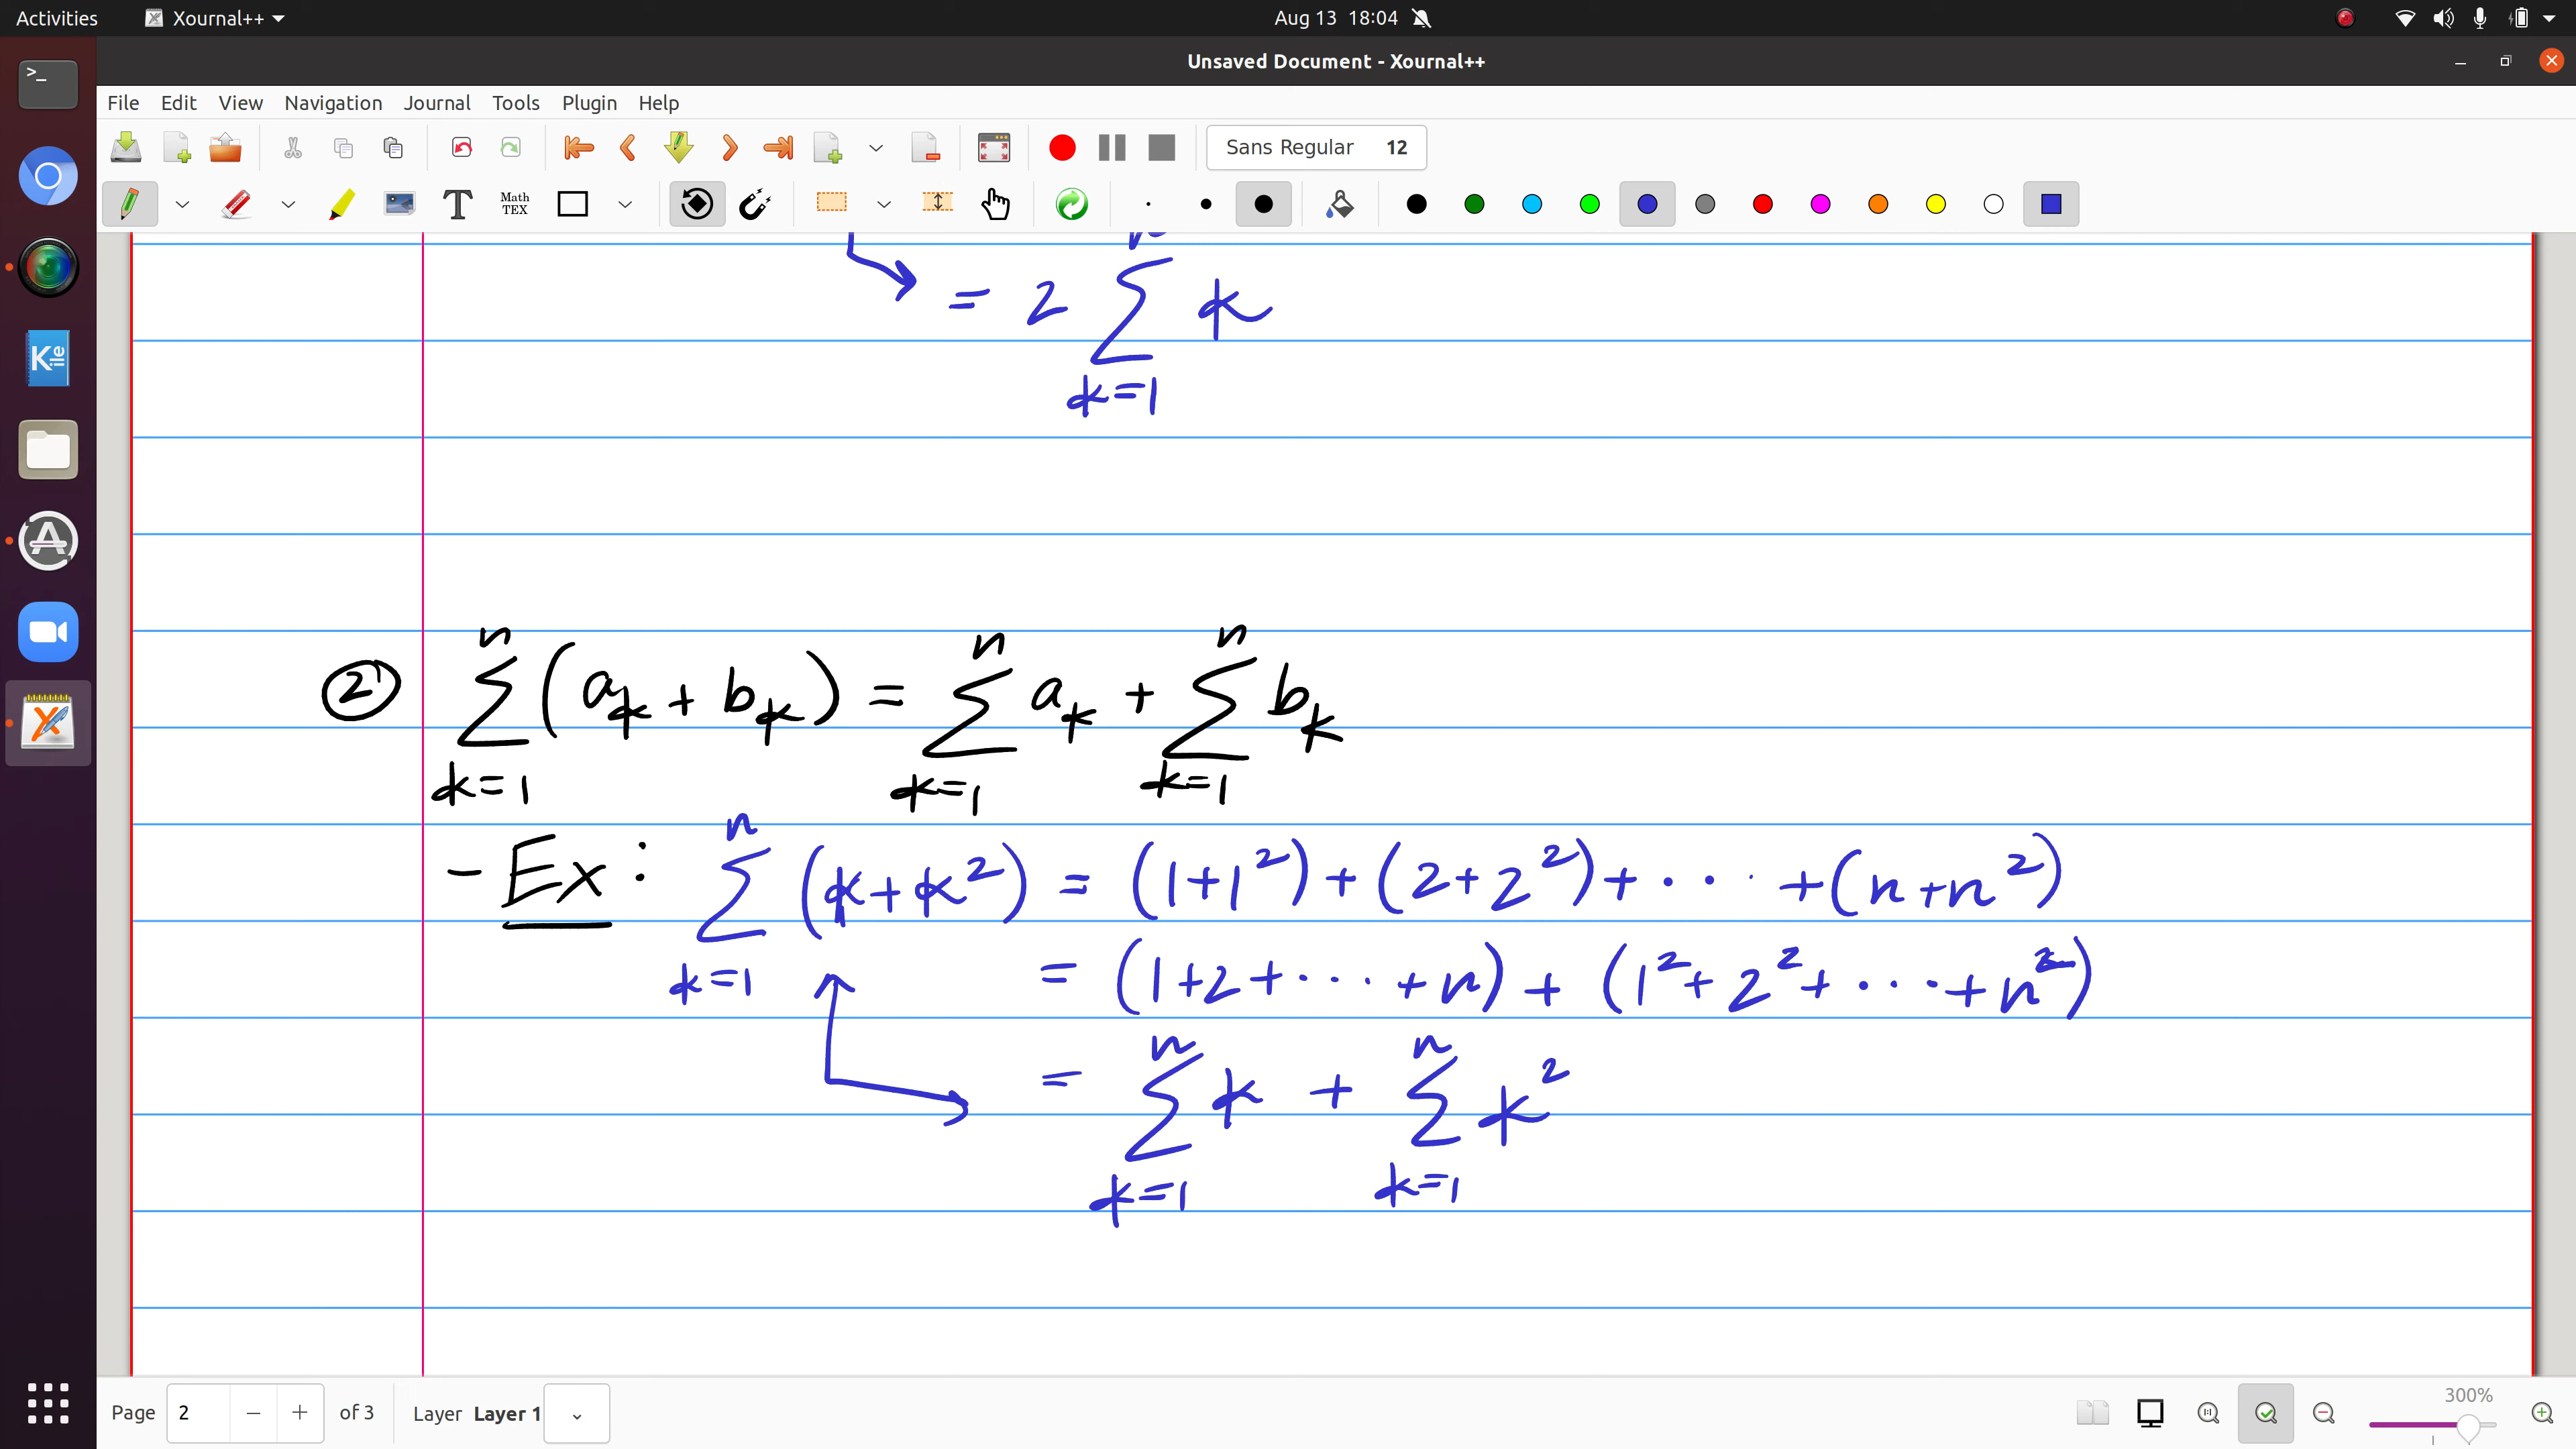 Activities Xournal++ Aug 13 18:04
Unsaved Document - Xournal++
File Edit View Navigation Journal Tools Plugin Help
Sans Regular 12
Math TEX
= 2 ∑_{k=1}^{n} k
② ∑_{k=1}^{n} (a_k + b_k) = ∑_{k=1}^{n} a_k + ∑_{k=1}^{n} b_k
- Ex: ∑_{k=1}^{n} (k+k²) = (1+1²)+(2+2²)+ · · · +(n+n²)
= (1+2+ · · · +n) + (1²+2²+ · · · +n²)
= ∑_{k=1}^{n} k + ∑_{k=1}^{n} k²
Page 2 − + of 3 Layer Layer 1 300%